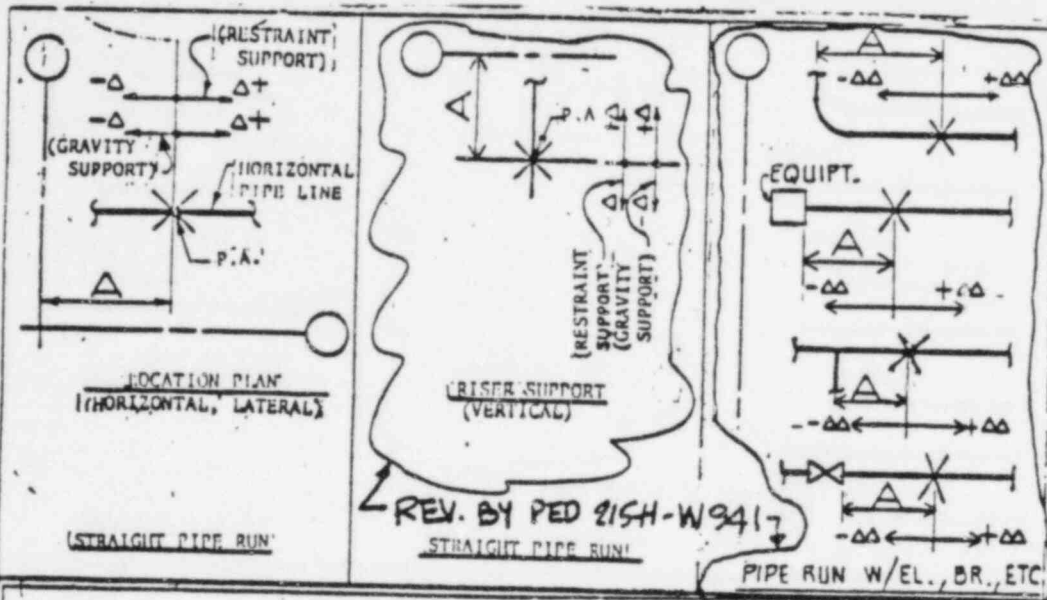 (RESTRAINT
SUPPORT)
-Δ Δ+
-Δ Δ+
(GRAVITY
SUPPORT)
HORIZONTAL
PIPE LINE
P.A.
A
LOCATION PLAN
(HORIZONTAL, LATERAL)
STRAIGHT PIPE RUN
A
P.A
+Δ +Δ
-Δ -Δ
(RESTRAINT
SUPPORT)
(GRAVITY
SUPPORT)
RISER SUPPORT
(VERTICAL)
REV. BY PED
STRAIGHT PIPE RUN
A
-ΔΔ +ΔΔ
EQUIPT.
A
-ΔΔ
A
-ΔΔ +ΔΔ
A
-ΔΔ +ΔΔ
PIPE RUN W/EL., BR., ETC